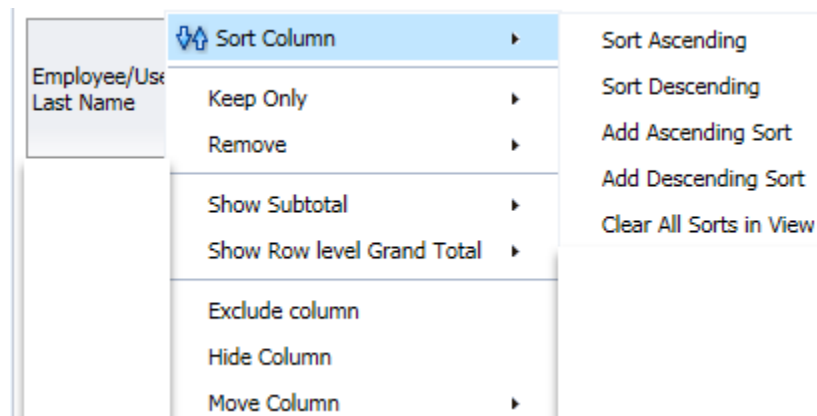 Employee/Use
Last Name
Sort Column
Keep Only
Remove
Show Subtotal
Show Row level Grand Total
Exclude column
Hide Column
Move Column
Sort Ascending
Sort Descending
Add Ascending Sort
Add Descending Sort
Clear All Sorts in View